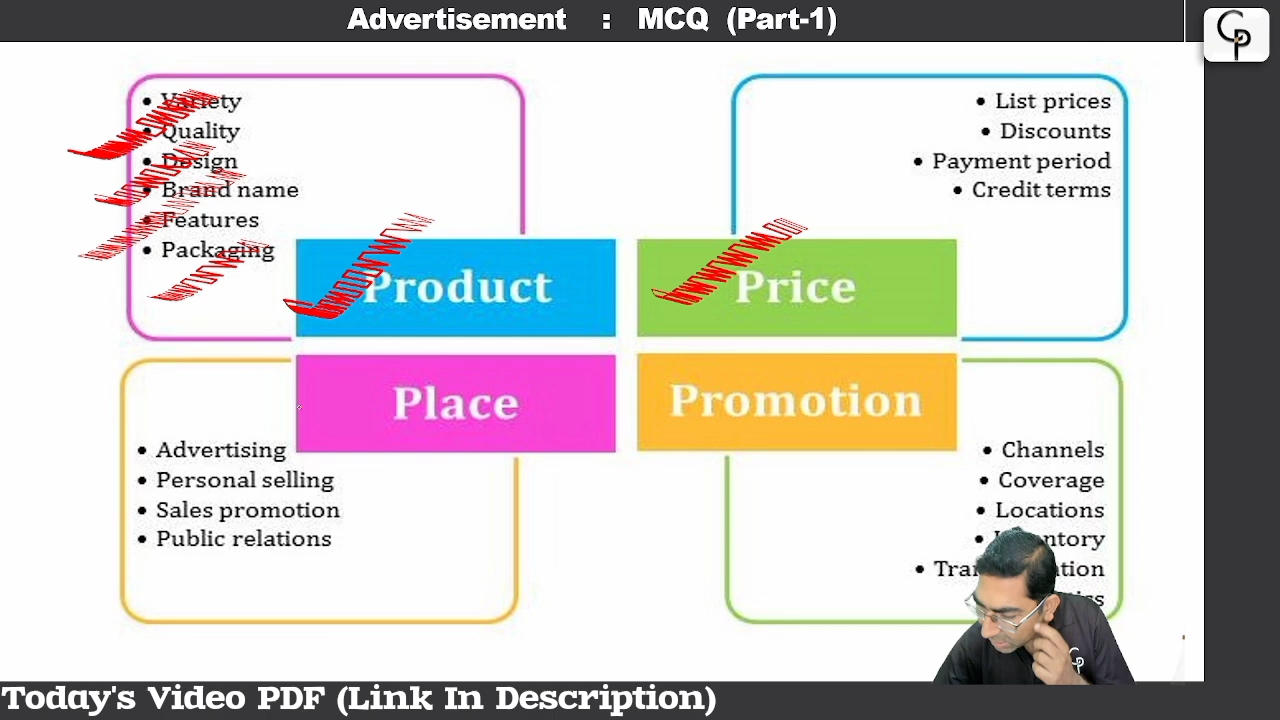 Advertisement : MCQ (Part-1)
CP
• Variety
• Quality
• Design
• Brand name
• Features
• Packaging
• List prices
• Discounts
• Payment period
• Credit terms
Product
Price
Place
Promotion
• Advertising
• Personal selling
• Sales promotion
• Public relations
• Channels
• Coverage
• Locations
Today's Video PDF (Link In Description)